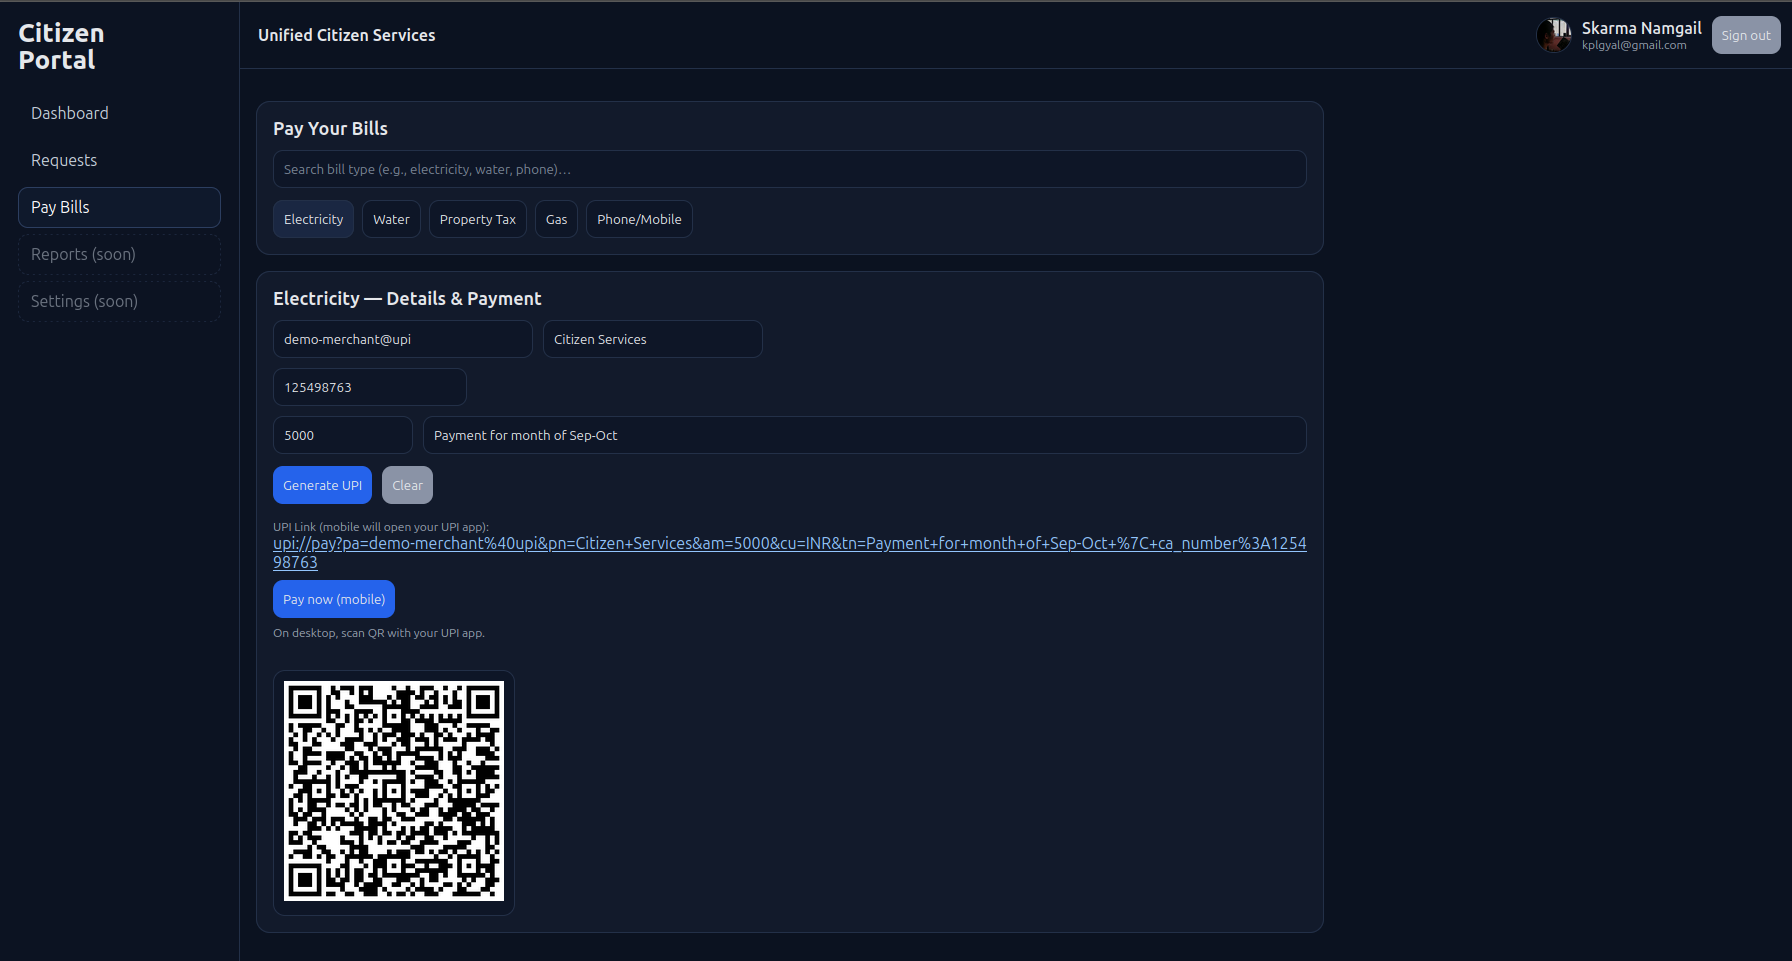 Citizen
Portal
Dashboard
Requests
Pay Bills
Reports (soon)
Settings (soon)
Unified Citizen Services
Skarma Namgail
kplgyal@gmail.com
Sign out
Pay Your Bills
Search bill type (e.g., electricity, water, phone)…
Electricity
Water
Property Tax
Gas
Phone/Mobile
Electricity — Details & Payment
demo-merchant@upi
Citizen Services
125498763
5000
Payment for month of Sep-Oct
Generate UPI
Clear
UPI Link (mobile will open your UPI app):
upi://pay?pa=demo-merchant%40upi&pn=Citizen+Services&am=5000&cu=INR&tn=Payment+for+month+of+Sep-Oct+%7C+ca_number%3A1254
98763
Pay now (mobile)
On desktop, scan QR with your UPI app.